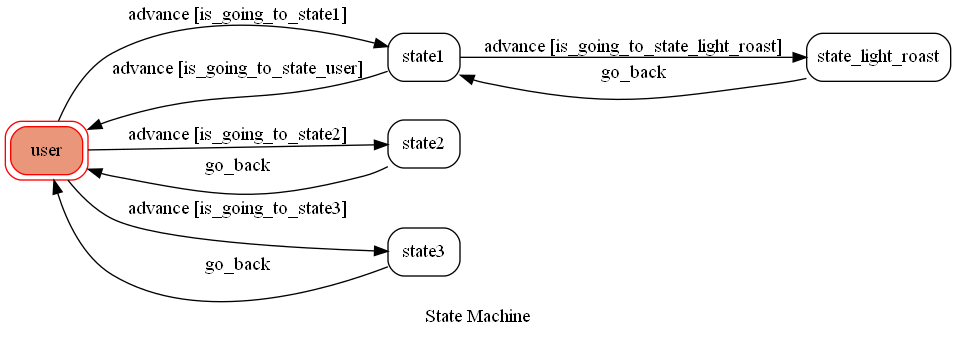 advance [is_going_to_state1]
state1
advance [is_going_to_state_light_roast]
state_light_roast
advance [is_going_to_state_user]
go_back
user
advance [is_going_to_state2]
state2
go_back
advance [is_going_to_state3]
state3
go_back
State Machine